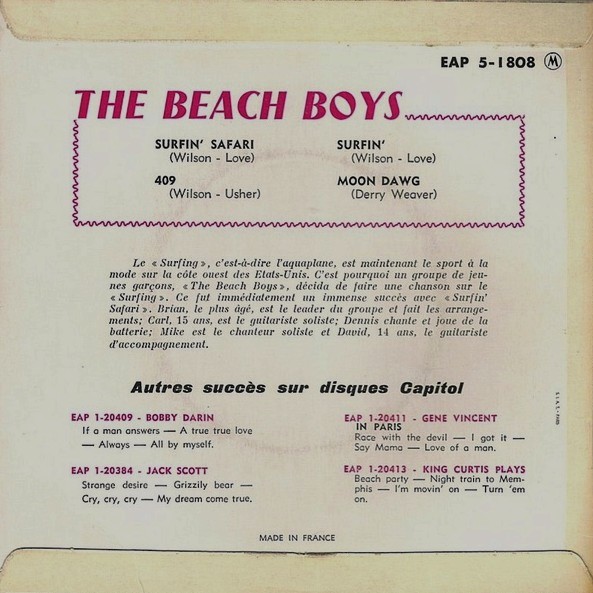 EAP 5-1808 M
THE BEACH BOYS
SURFIN' SAFARI
(Wilson - Love)
SURFIN'
(Wilson - Love)
409
(Wilson - Usher)
MOON DAWG
(Derry Weaver)
Le « Surfing », c'est-à-dire l'aquaplane, est maintenant le sport à la
mode sur la côte ouest des Etats-Unis. C'est pourquoi un groupe de jeu-
nes garçons, « The Beach Boys », décida de faire une chanson sur le
« Surfing ». Ce fut immédiatement un immense succès avec « Surfin'
Safari ». Brian, le plus âgé, est le leader du groupe et fait les arrange-
ments; Carl, 15 ans, est le guitariste soliste; Dennis chante et joue de la
batterie; Mike est le chanteur soliste et David, 14 ans, le guitariste
d'accompagnement.
Autres succès sur disques Capitol
EAP 1-20409 - BOBBY DARIN
If a man answers — A true true love
— Always — All by myself.
EAP 1-20384 - JACK SCOTT
Strange desire — Grizzily bear —
Cry, cry, cry — My dream come true.
EAP 1-20411 - GENE VINCENT
IN PARIS
Race with the devil — I got it —
Say Mama — Love of a man.
EAP 1-20413 - KING CURTIS PLAYS
Beach party — Night train to Mem-
phis — I'm movin' on — Turn 'em
on.
MADE IN FRANCE